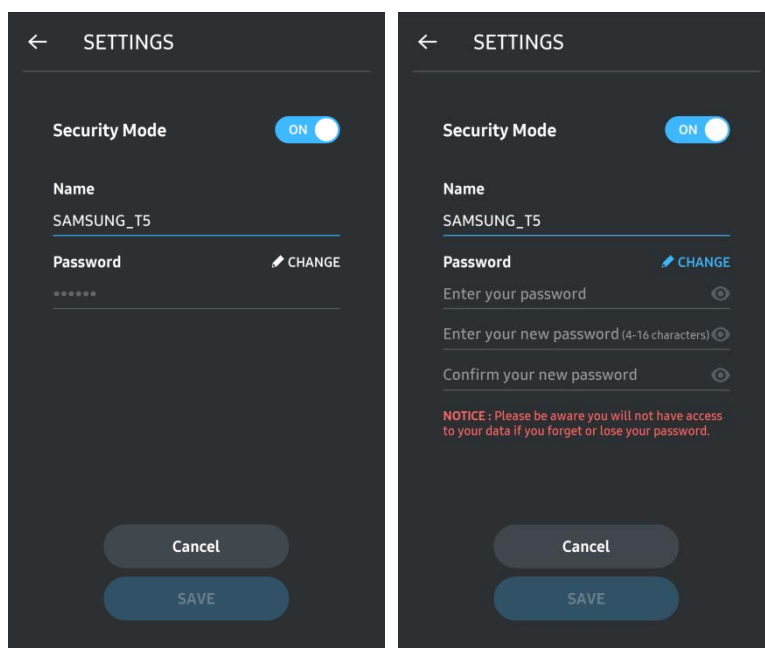 SETTINGS
Security Mode
ON
Name
SAMSUNG_T5
Password
CHANGE
••••••
Cancel
SAVE
SETTINGS
Security Mode
ON
Name
SAMSUNG_T5
Password
CHANGE
Enter your password
Enter your new password (4-16 characters)
Confirm your new password
NOTICE : Please be aware you will not have access
to your data if you forget or lose your password.
Cancel
SAVE